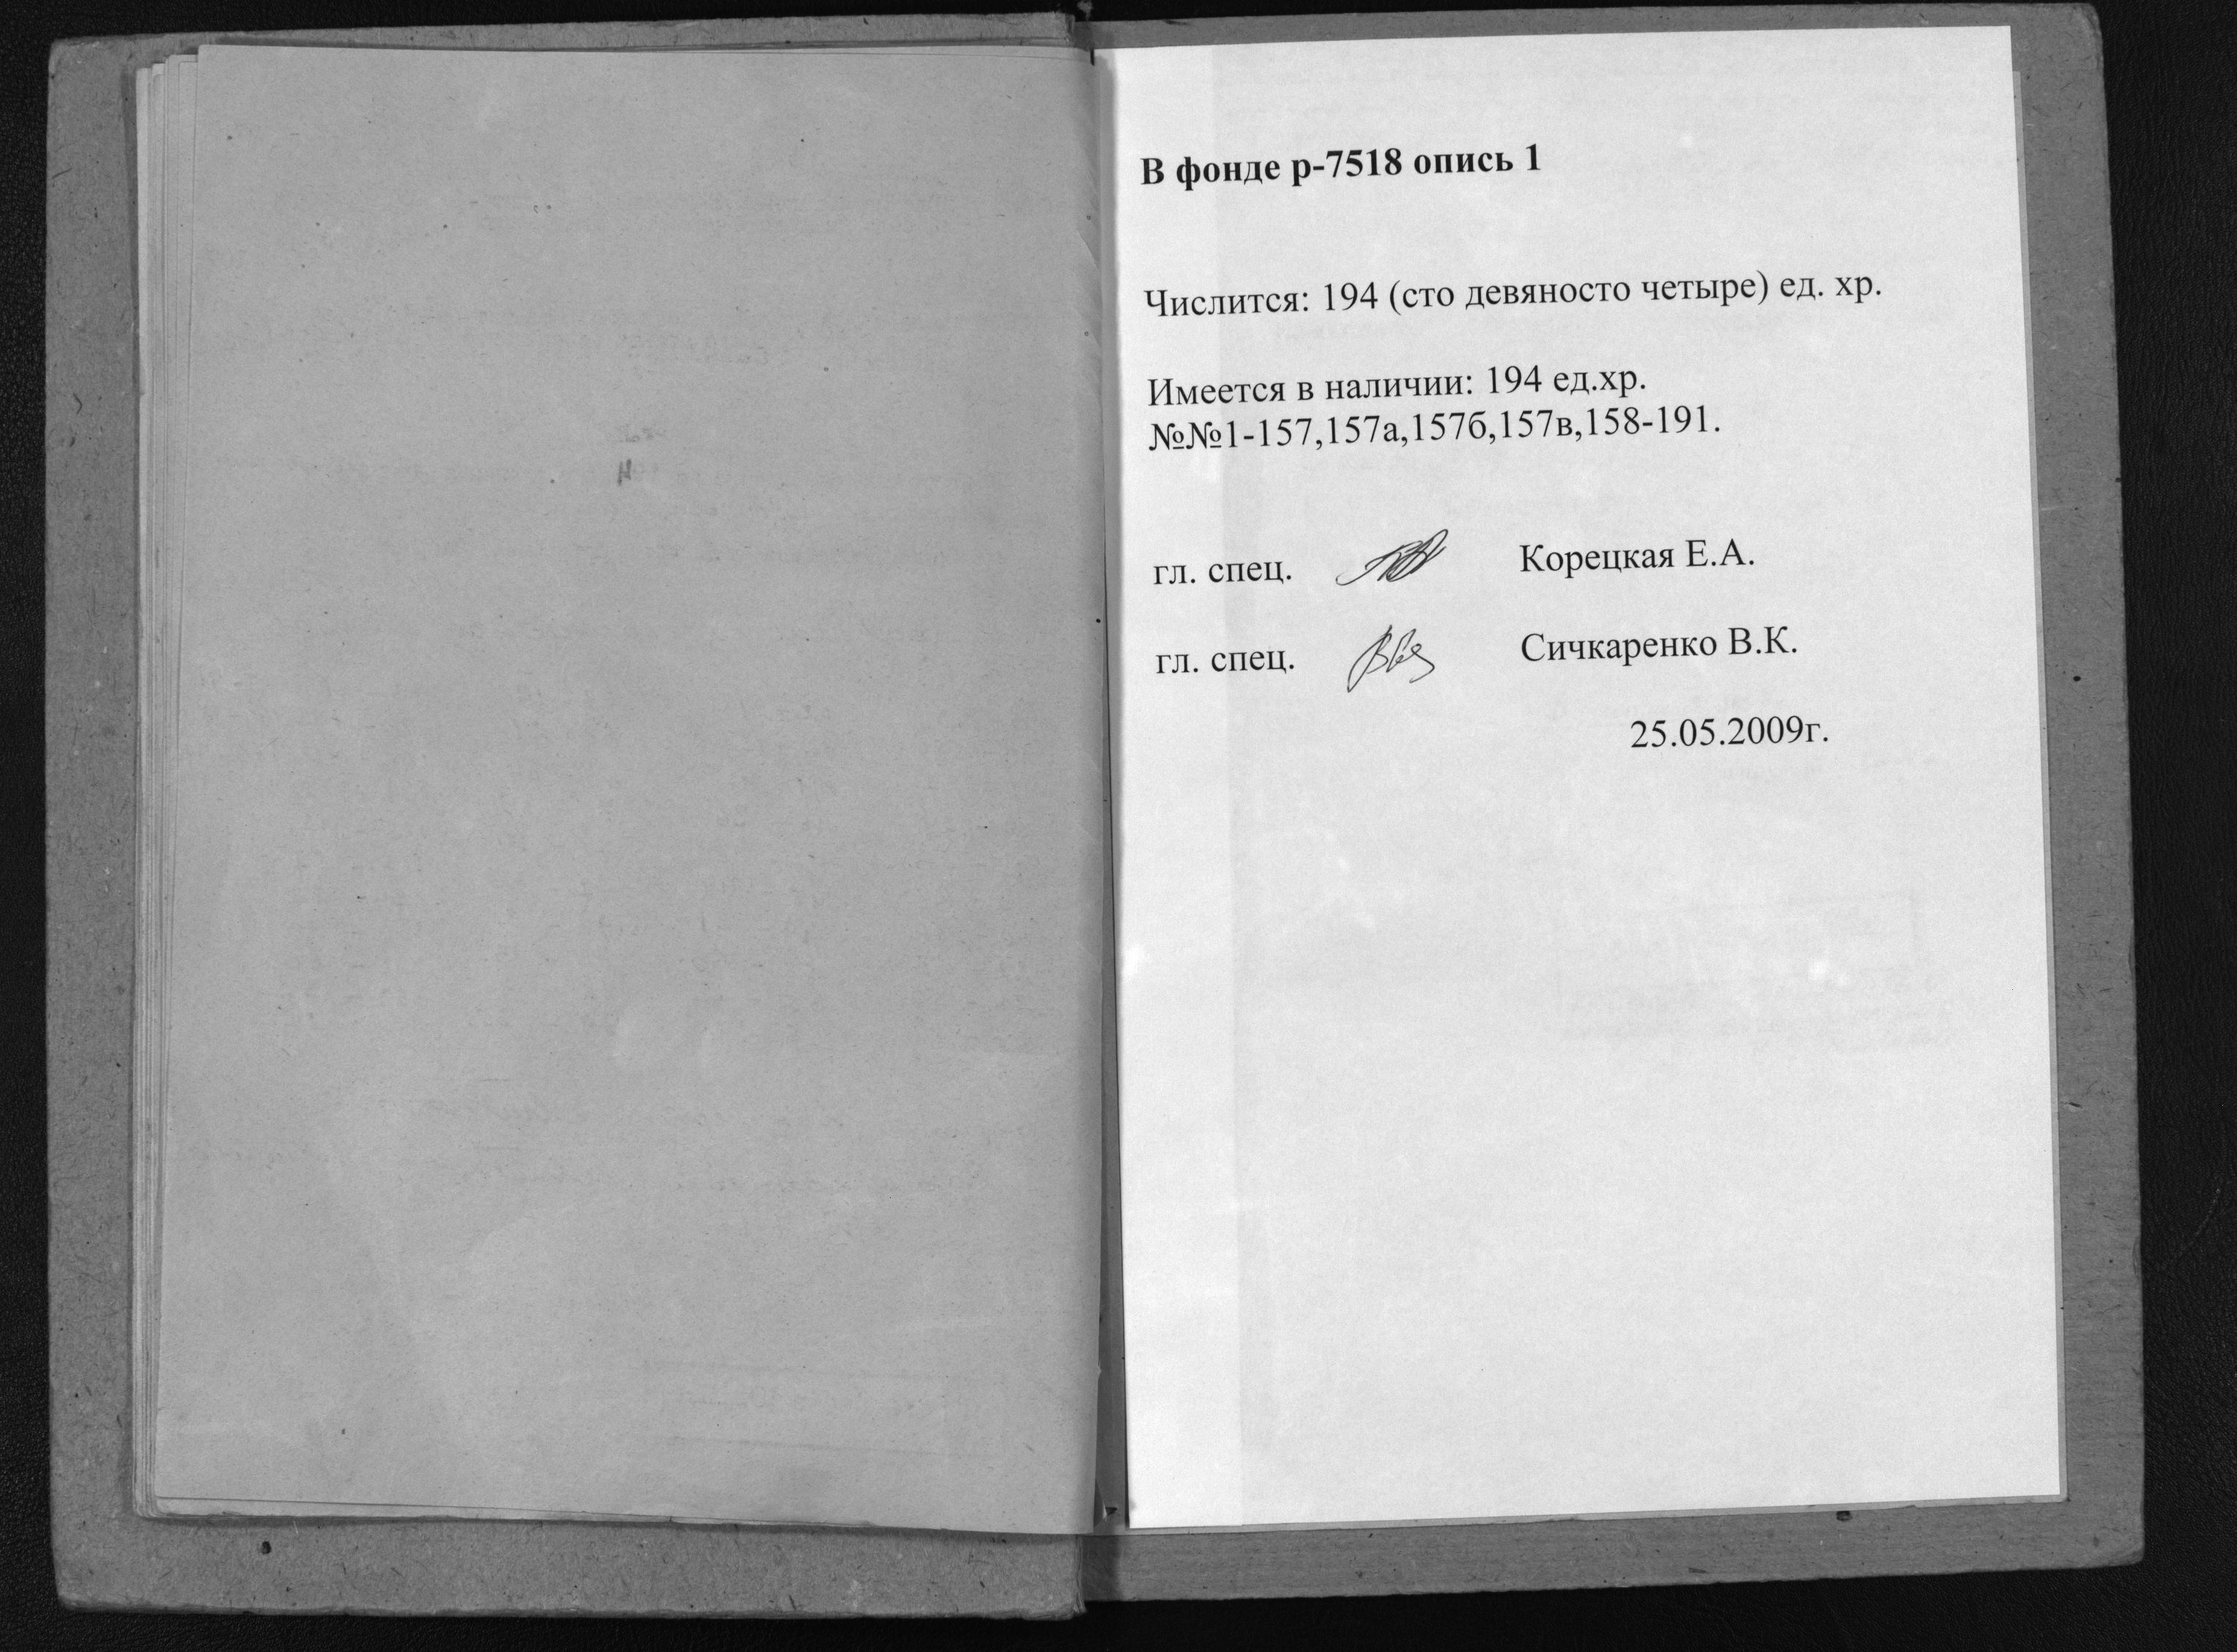 В фонде р-7518 опись 1
Числится: 194 (сто девяносто четыре) ед. хр.
Имеется в наличии: 194 ед.хр.
№№1-157,157а,157б,157в,158-191.
гл. спец. Корецкая Е.А.
гл. спец. Сичкаренко В.К.
25.05.2009г.